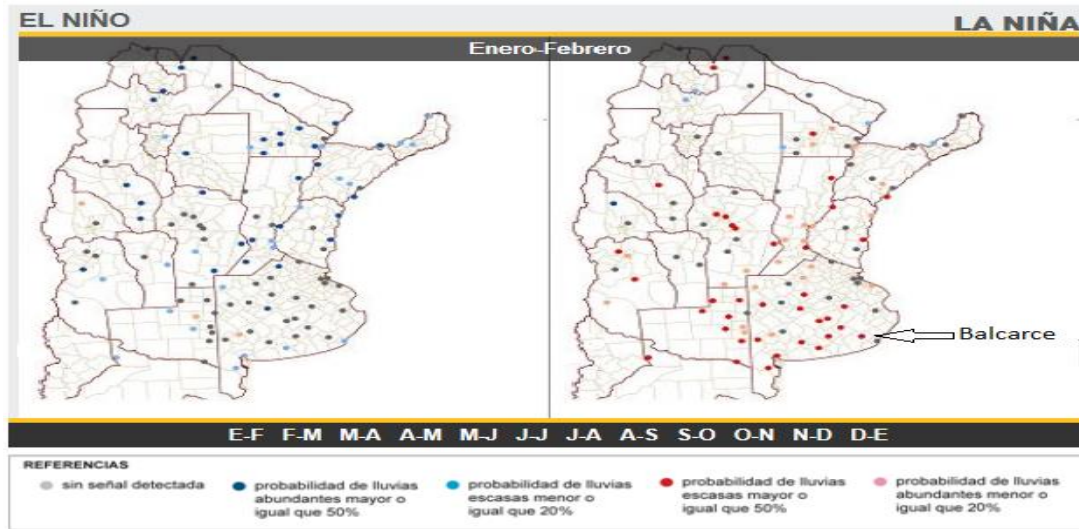 EL NIÑO
LA NIÑA
Enero-Febrero
Balcarce
E-F F-M M-A A-M M-J J-J J-A A-S S-O O-N N-D D-E
REFERENCIAS
sin señal detectada
probabilidad de lluvias
abundantes mayor o
igual que 50%
probabilidad de lluvias
escasas menor o
igual que 20%
probabilidad de lluvias
escasas mayor o
igual que 50%
probabilidad de lluvias
abundantes menor o
igual que 20%